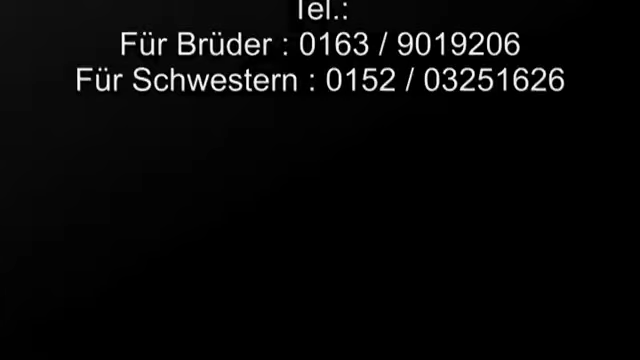 Tel.:
Für Brüder : 0163 / 9019206
Für Schwestern : 0152 / 03251626